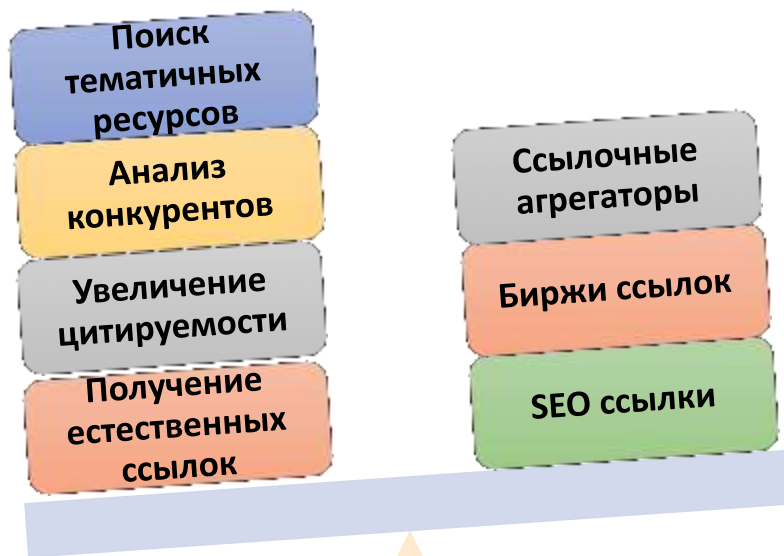 Поиск
тематичных
ресурсов
Анализ
конкурентов
Увеличение
цитируемости
Получение
естественных
ссылок
Ссылочные
агрегаторы
Биржи ссылок
SEO ссылки